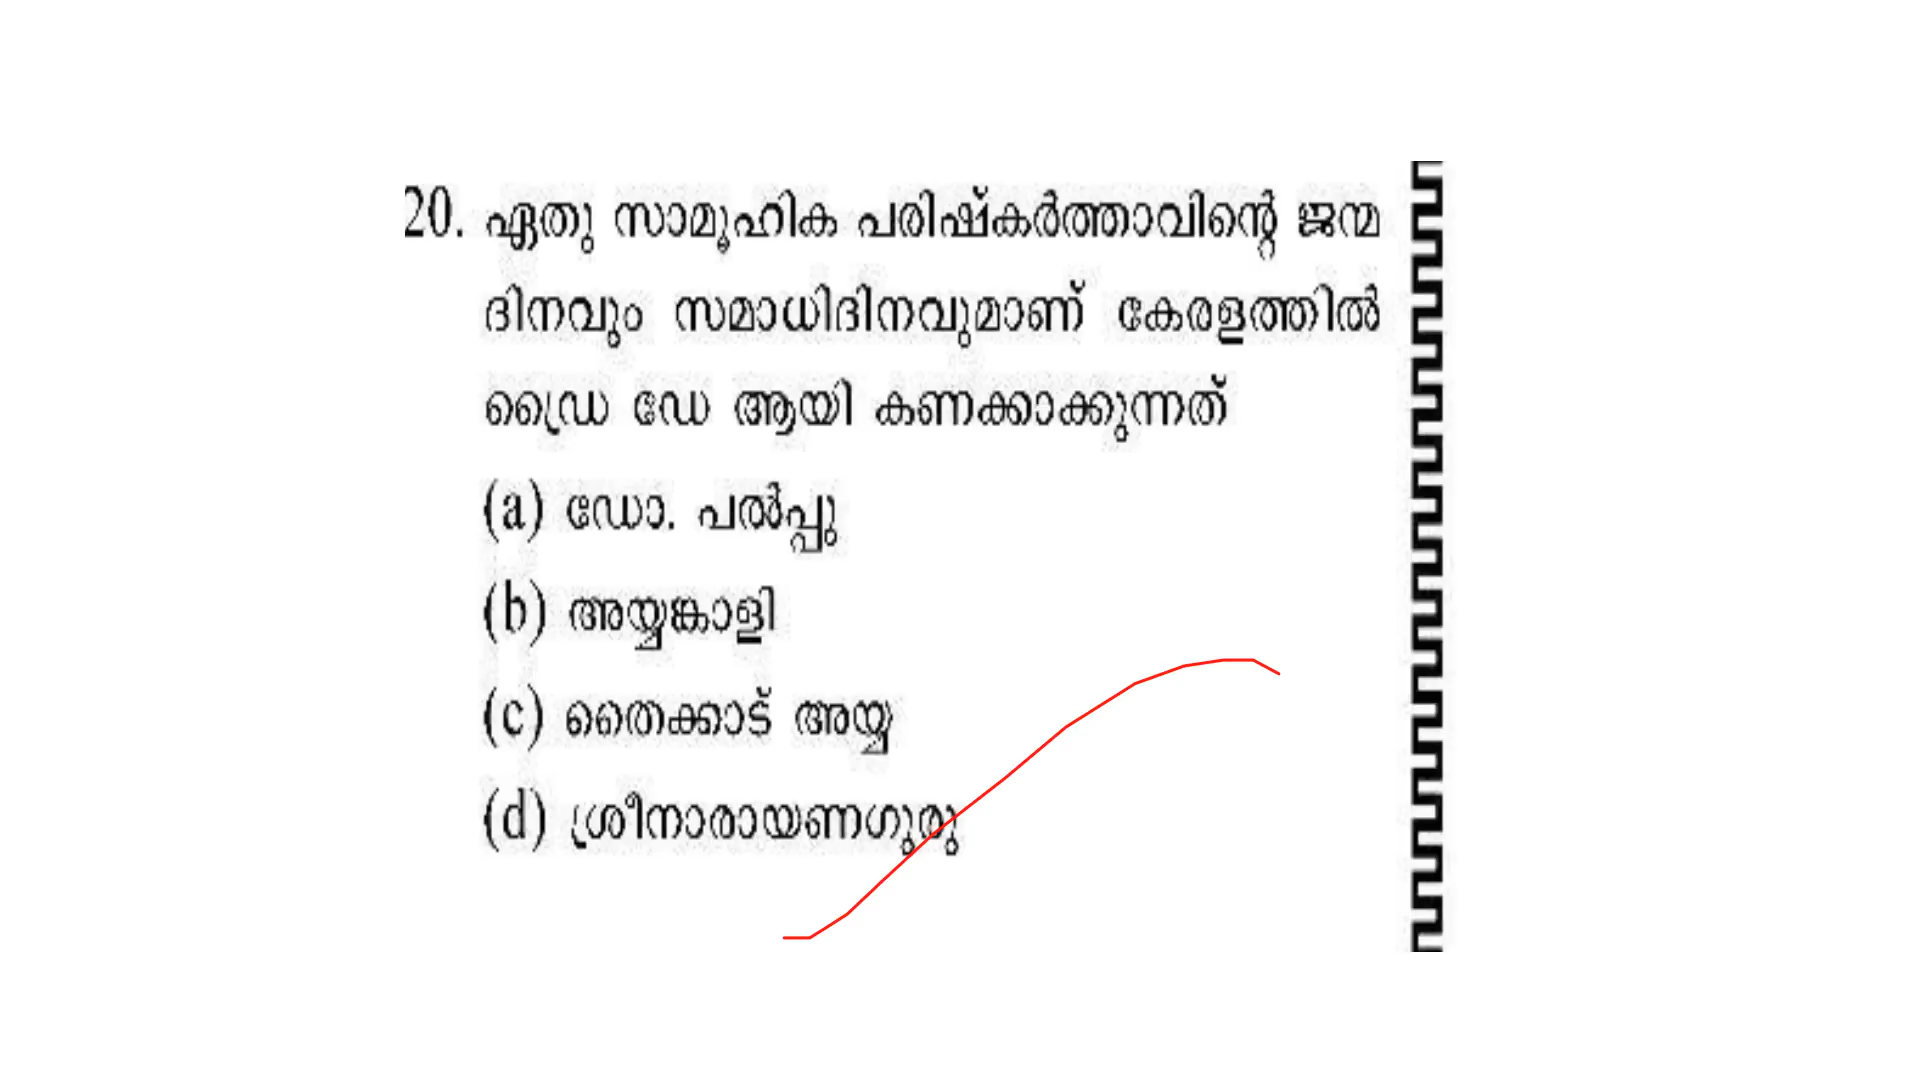 20. ഏതു സാമൂഹിക പരിഷ്കർത്താവിന്റെ ജന്മ
ദിനവും സമാധിദിനവുമാണ് കേരളത്തിൽ
ഡ്രൈ ഡേ ആയി കണക്കാക്കുന്നത്
(a) ഡോ. പൽപ്പു
(b) അയ്യങ്കാളി
(c) തൈക്കാട് അയ്യ
(d) ശ്രീനാരായണഗുരു